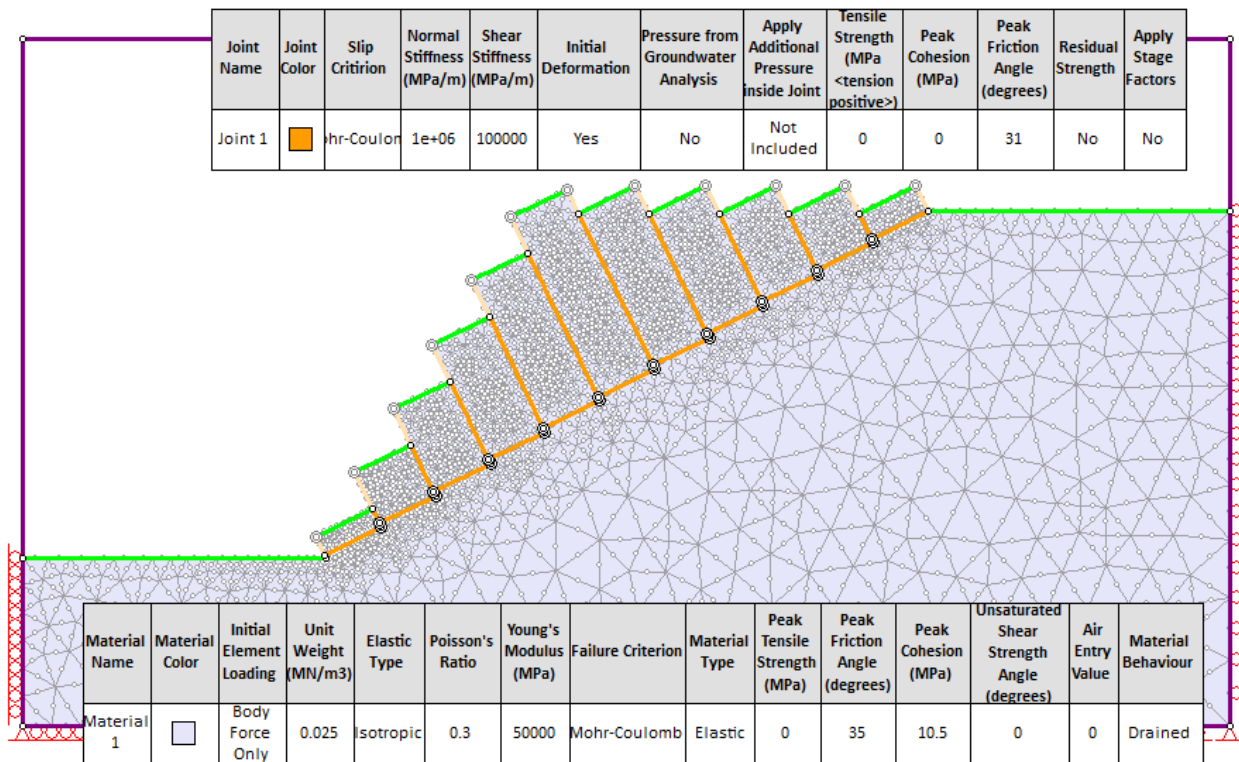 Joint
Name
Joint
Color
Slip
Critirion
Normal
Stiffness
(MPa/m)
Shear
Stiffness
(MPa/m)
Initial
Deformation
Pressure from
Groundwater
Analysis
Apply
Additional
Pressure
inside Joint
Tensile
Strength
(MPa
<tension
positive>)
Peak
Cohesion
(MPa)
Peak
Friction
Angle
(degrees)
Residual
Strength
Apply
Stage
Factors
Joint 1
ohr-Coulon
1e+06
100000
Yes
No
Not
Included
0
0
31
No
No
Material
Name
Material
Color
Initial
Element
Loading
Unit
Weight
(MN/m3)
Elastic
Type
Poisson's
Ratio
Young's
Modulus
(MPa)
Failure Criterion
Material
Type
Peak
Tensile
Strength
(MPa)
Peak
Friction
Angle
(degrees)
Peak
Cohesion
(MPa)
Unsaturated
Shear
Strength
Angle
(degrees)
Air
Entry
Value
Material
Behaviour
Material
1
Body
Force
Only
0.025
Isotropic
0.3
50000
Mohr-Coulomb
Elastic
0
35
10.5
0
0
Drained